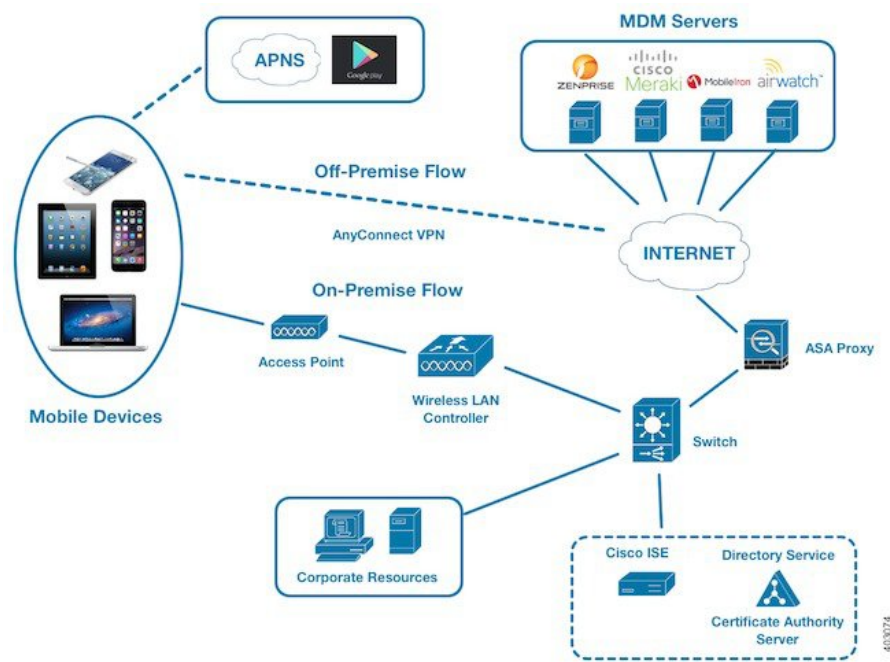 APNS
Google play
MDM Servers
ZENPRISE
CISCO
Meraki
MobileIron
airwatch™
Off-Premise Flow
AnyConnect VPN
INTERNET
On-Premise Flow
Access Point
Wireless LAN
Controller
ASA Proxy
Mobile Devices
Switch
Corporate Resources
Cisco ISE
Directory Service
Certificate Authority
Server
403074